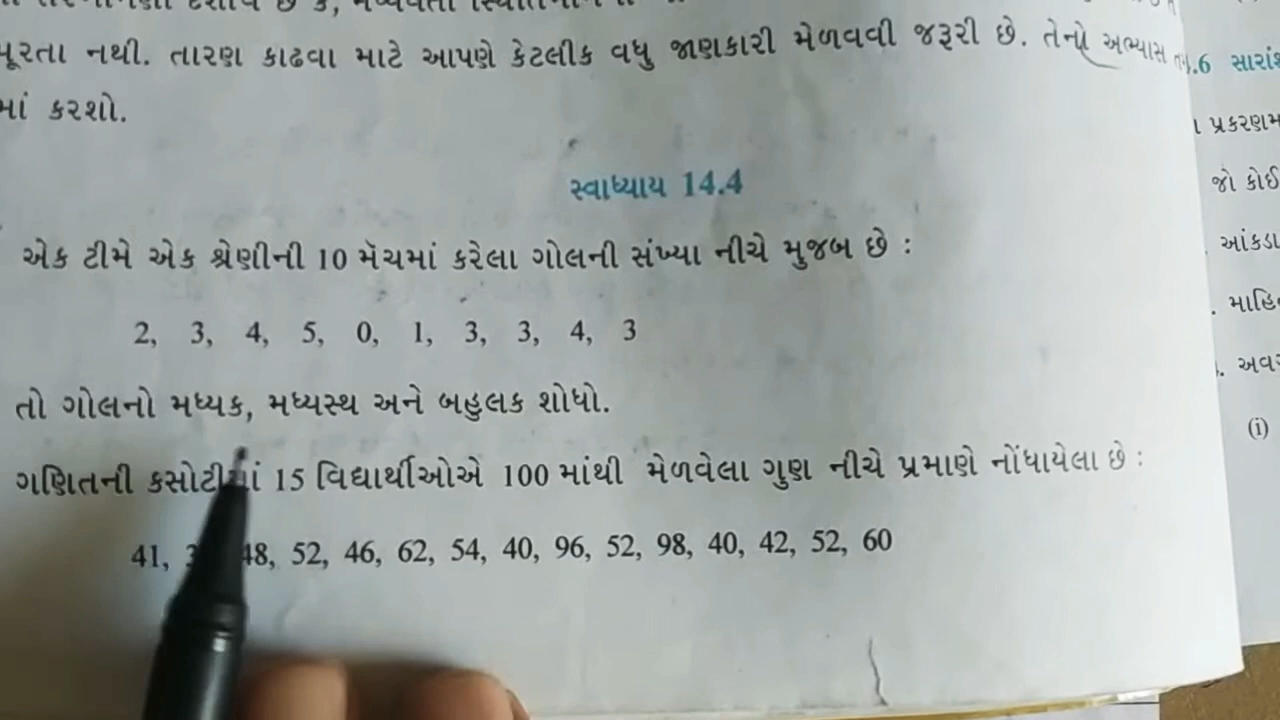 પૂરતા નથી. તારણ કાઢવા માટે આપણે કેટલીક વધુ જાણકારી મેળવવી જરૂરી છે. તેનો અભ્યાસ
માં કરશો.
સ્વાધ્યાય 14.4
એક ટીમે એક શ્રેણીની 10 મૅચમાં કરેલા ગોલની સંખ્યા નીચે મુજબ છે :
2, 3, 4, 5, 0, 1, 3, 3, 4, 3
તો ગોલનો મધ્યક, મધ્યસ્થ અને બહુલક શોધો.
ગણિતની કસોટીમાં 15 વિદ્યાર્થીઓએ 100 માંથી મેળવેલા ગુણ નીચે પ્રમાણે નોંધાયેલા છે :
41, 48, 52, 46, 62, 54, 40, 96, 52, 98, 40, 42, 52, 60
.6 સારાંશ
પ્રકરણમ
જો કોઈ
આંકડા
(i)